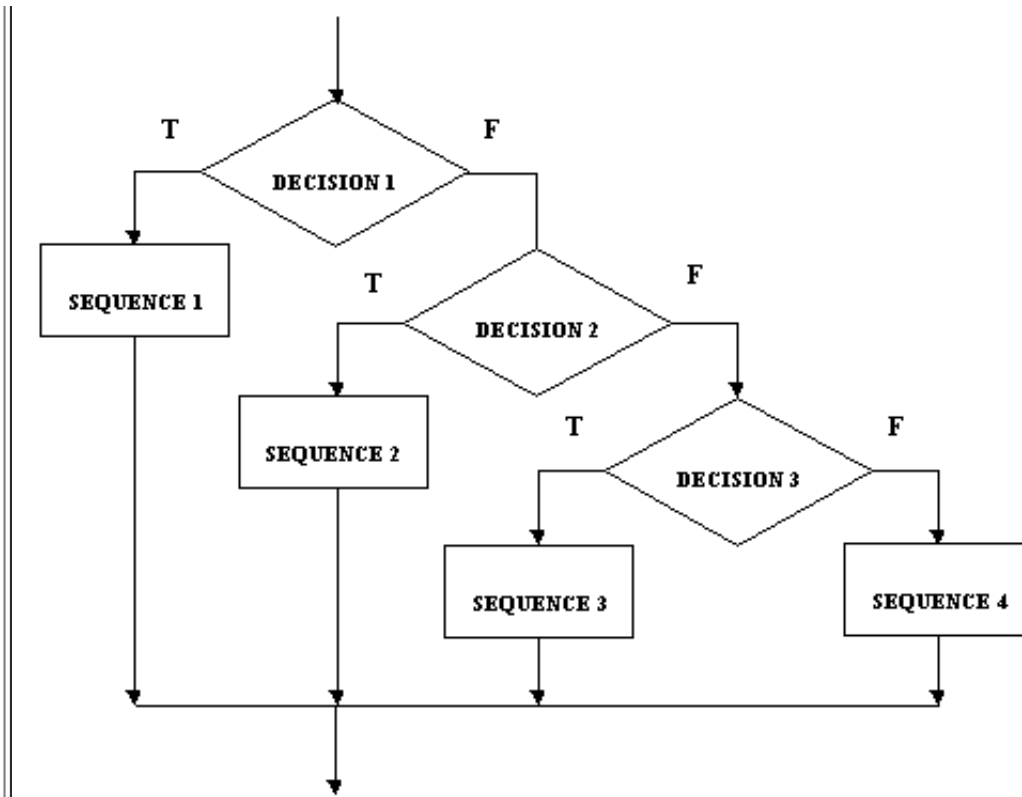 T
F
DECISION 1
T
F
SEQUENCE 1
DECISION 2
T
F
SEQUENCE 2
DECISION 3
SEQUENCE 3
SEQUENCE 4